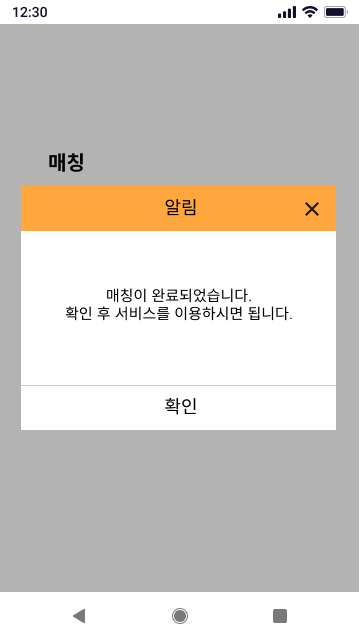 12:30
매칭
알림
매칭이 완료되었습니다.
확인 후 서비스를 이용하시면 됩니다.
확인